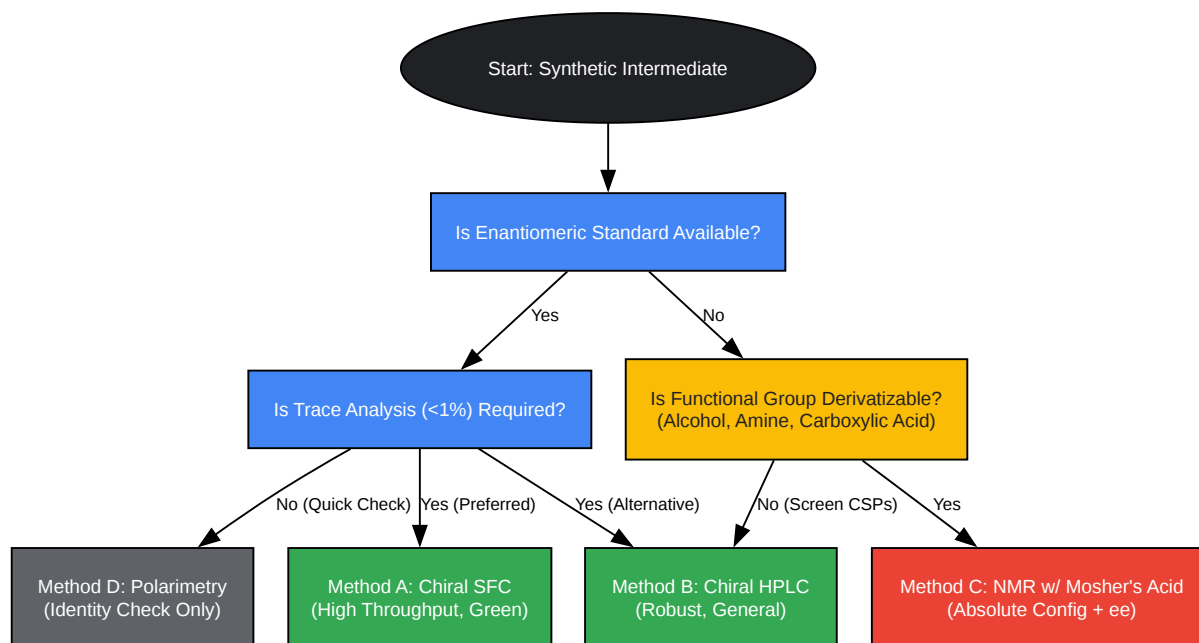 Start: Synthetic Intermediate
Is Enantiomeric Standard Available?
Yes
No
Is Trace Analysis (<1%) Required?
Is Functional Group Derivatizable?
(Alcohol, Amine, Carboxylic Acid)
No (Quick Check)
Yes (Preferred)
Yes (Alternative)
No (Screen CSPs)
Yes
Method D: Polarimetry
(Identity Check Only)
Method A: Chiral SFC
(High Throughput, Green)
Method B: Chiral HPLC
(Robust, General)
Method C: NMR w/ Mosher's Acid
(Absolute Config + ee)